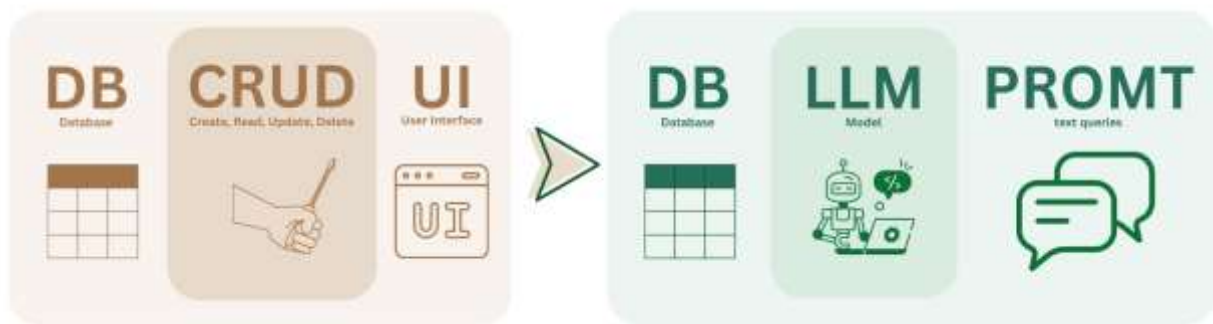 DB
Database
CRUD
Create, Read, Update, Delete
UI
User Interface
UI
DB
Database
LLM
Model
</>
PROMT
text queries